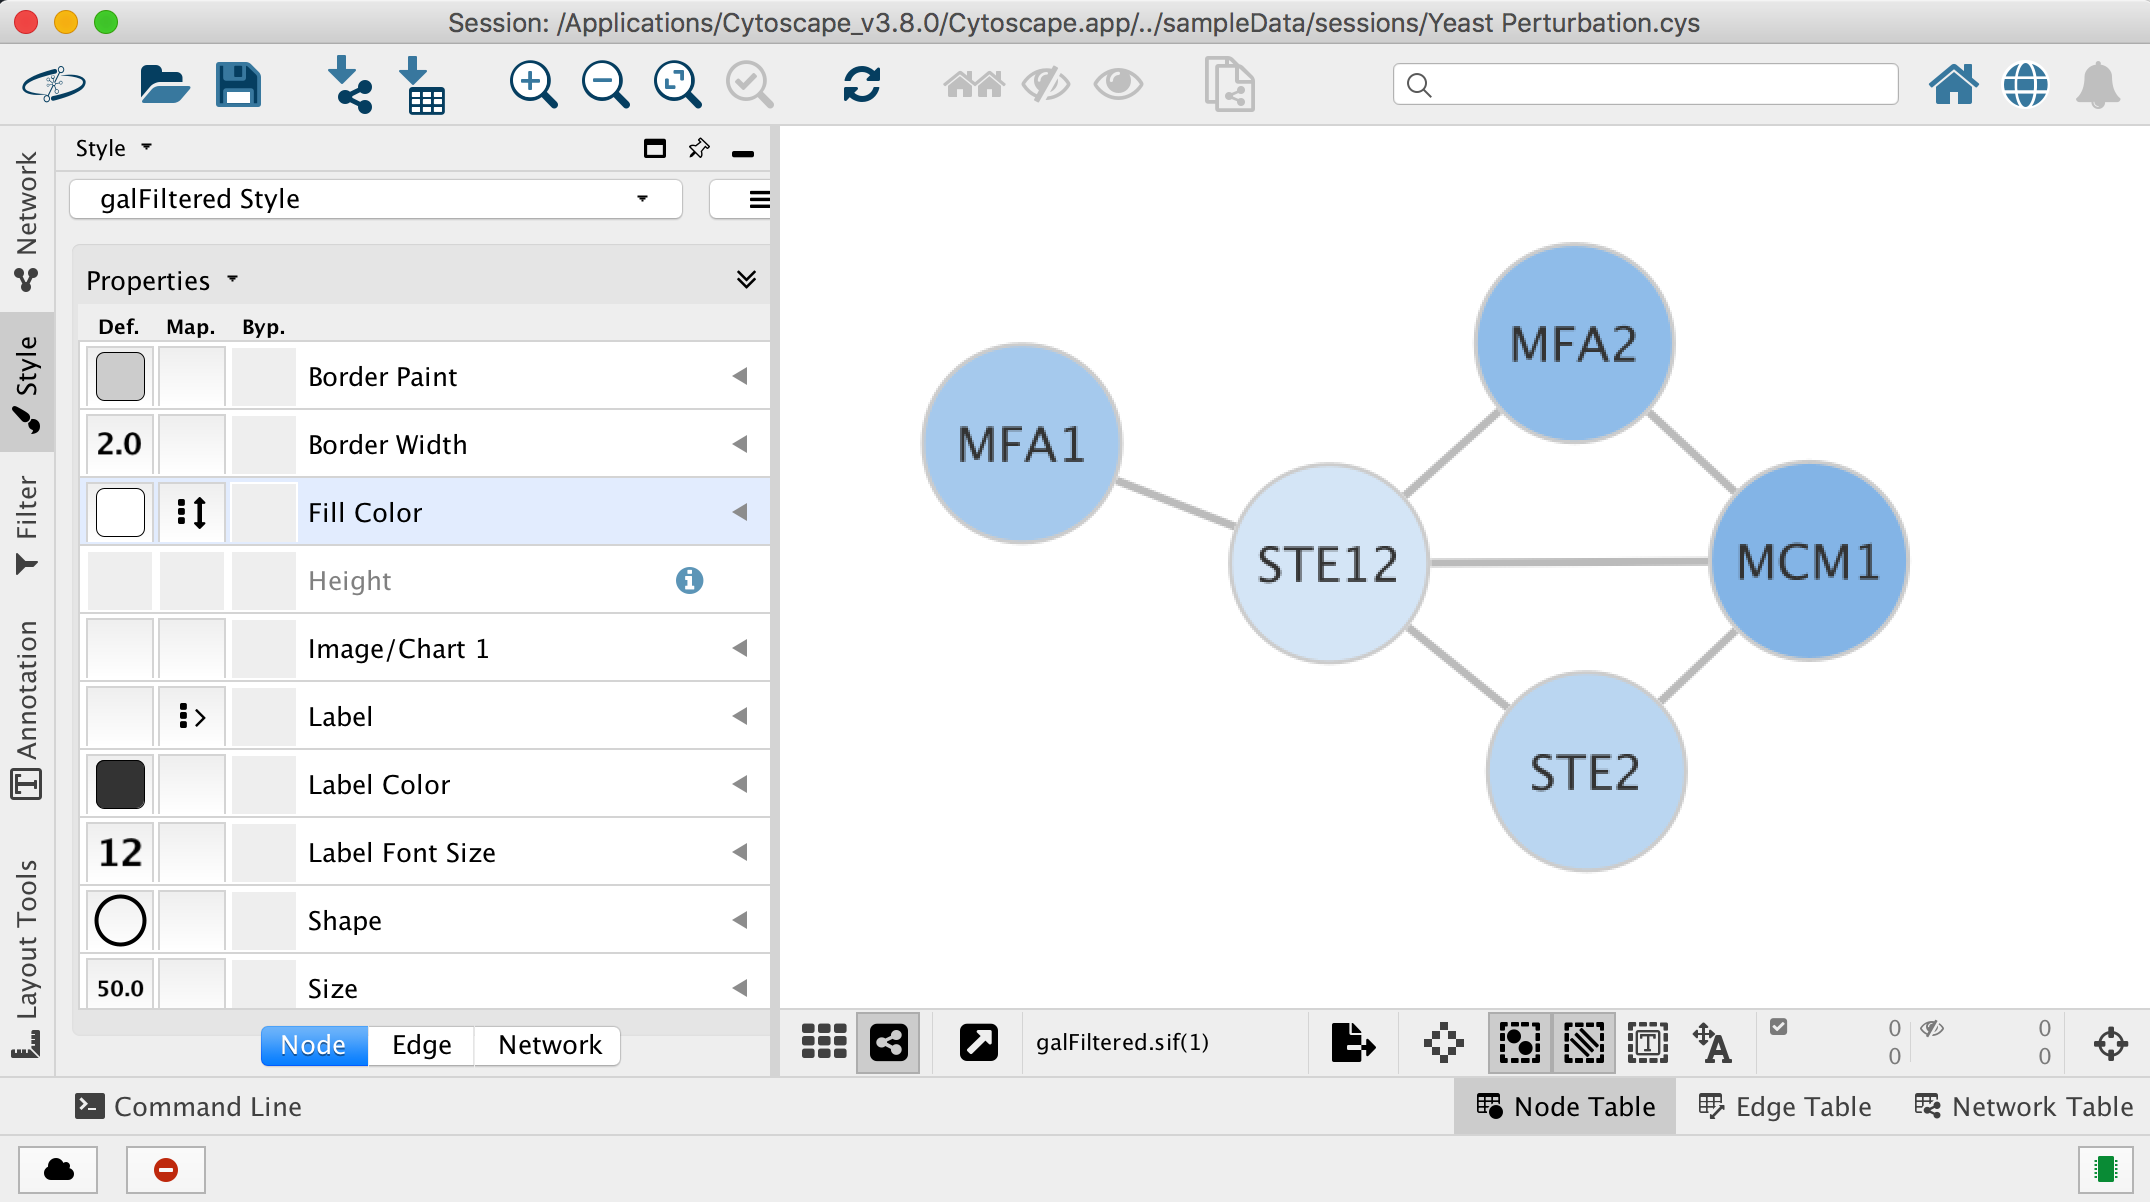 Session: /Applications/Cytoscape_v3.8.0/Cytoscape.app/../sampleData/sessions/Yeast Perturbation.cys
Network
Style
Filter
Annotation
Layout Tools
Style
galFiltered Style
Properties
Def. Map. Byp.
Border Paint
2.0 Border Width
Fill Color
Height
Image/Chart 1
Label
Label Color
12 Label Font Size
Shape
50.0 Size
Node Edge Network
MFA2
MFA1
STE12
MCM1
STE2
galFiltered.sif(1)
0 0
0 0
Command Line
Node Table Edge Table Network Table